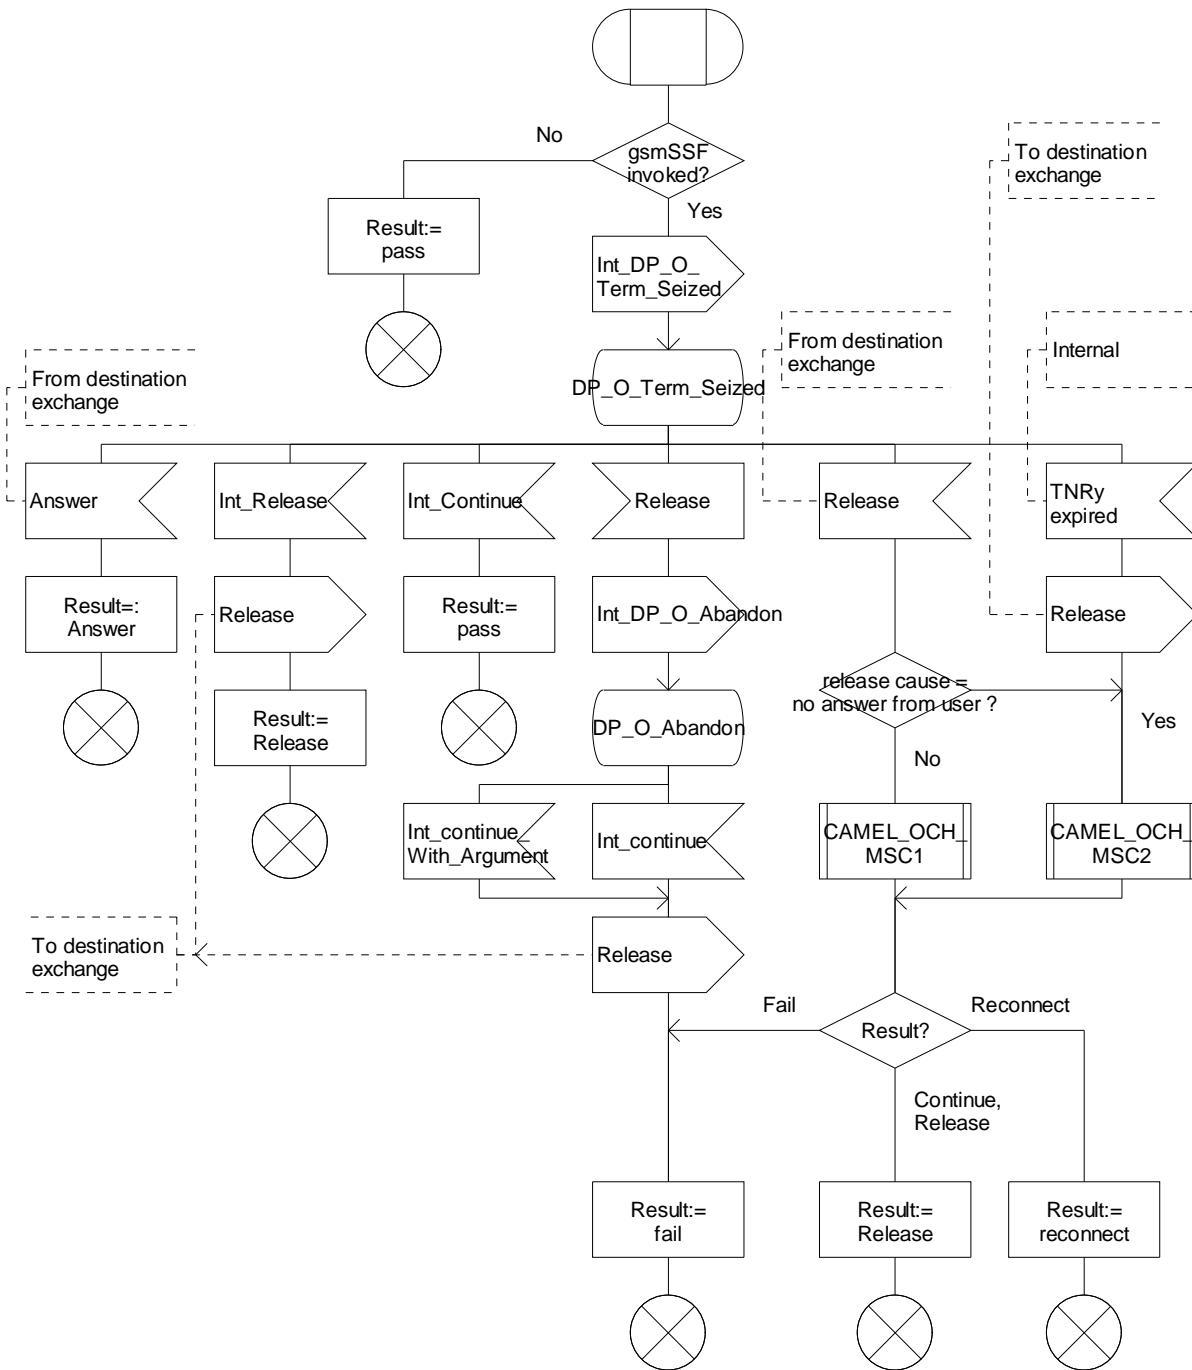 No
gsmSSF
invoked?
To destination
exchange
Yes
Result:=
pass
Int_DP_O_
Term_Seized
From destination
exchange
DP_O_Term_Seized
From destination
exchange
Internal
Answer
Int_Release
Int_Continue
Release
Release
TNRy
expired
Result=:
Answer
Release
Result:=
pass
Int_DP_O_Abandon
Release
Result:=
Release
DP_O_Abandon
release cause =
no answer from user ?
Yes
No
Int_continue_
With_Argument
Int_continue
CAMEL_OCH_
MSC1
CAMEL_OCH_
MSC2
To destination
exchange
Release
Fail
Result?
Reconnect
Continue,
Release
Result:=
fail
Result:=
Release
Result:=
reconnect